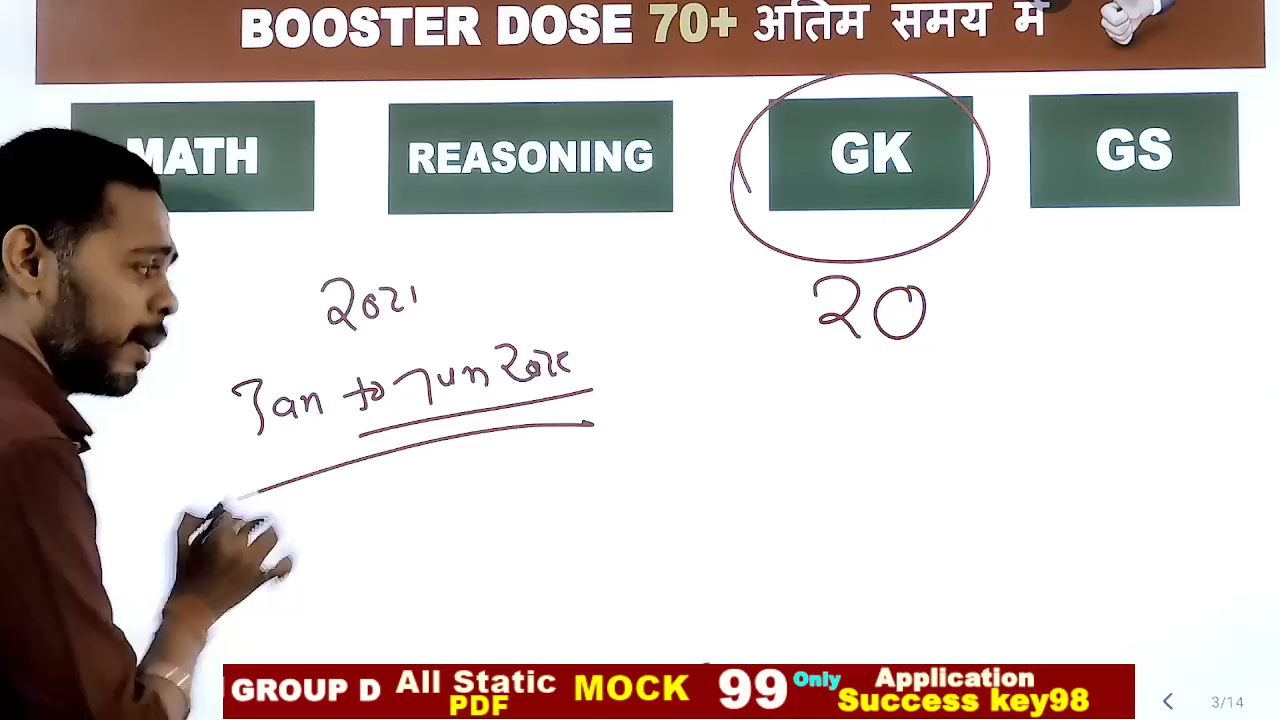 BOOSTER DOSE 70+ अंतिम समय में
MATH
REASONING
GK
GS
2021
20
Jan to Jun 2025
GROUP D All Static PDF MOCK 99 Only Application Success key98
3/14